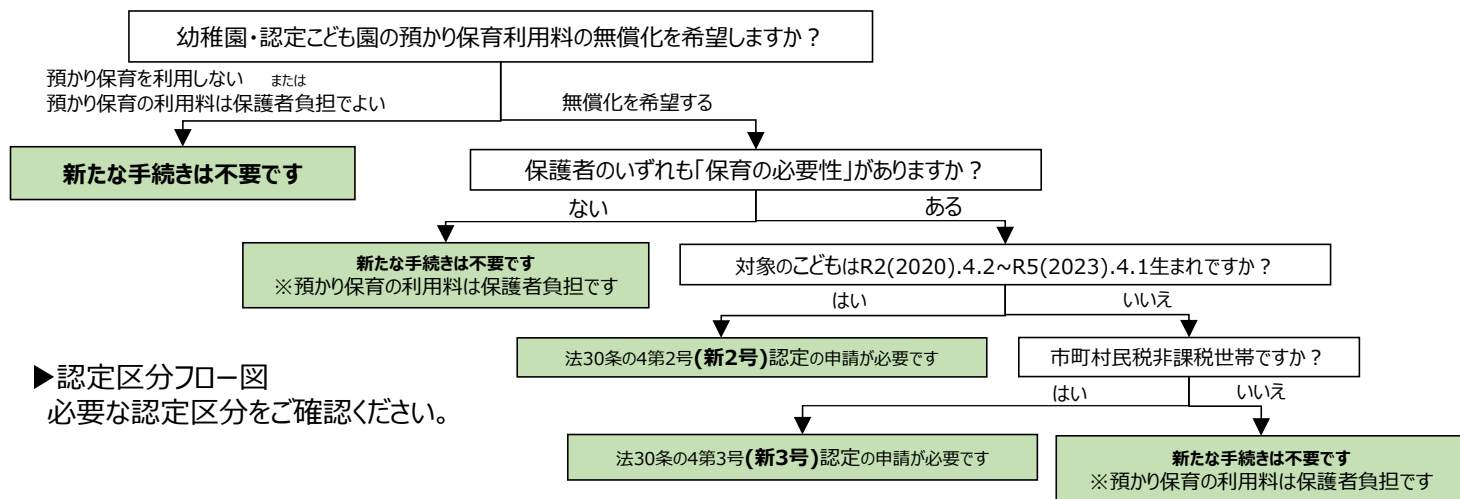 幼稚園・認定こども園の預かり保育利用料の無償化を希望しますか？
預かり保育を利用しない または
預かり保育の利用料は保護者負担でよい
無償化を希望する
新たな手続きは不要です
保護者のいずれも「保育の必要性」がありますか？
ない
ある
新たな手続きは不要です
※預かり保育の利用料は保護者負担です
対象のこどもはR2(2020).4.2~R5(2023).4.1生まれですか？
はい
いいえ
法30条の4第2号(新2号)認定の申請が必要です
市町村民税非課税世帯ですか？
▶認定区分フロー図
必要な認定区分をご確認ください。
はい
いいえ
法30条の4第3号(新3号)認定の申請が必要です
新たな手続きは不要です
※預かり保育の利用料は保護者負担です